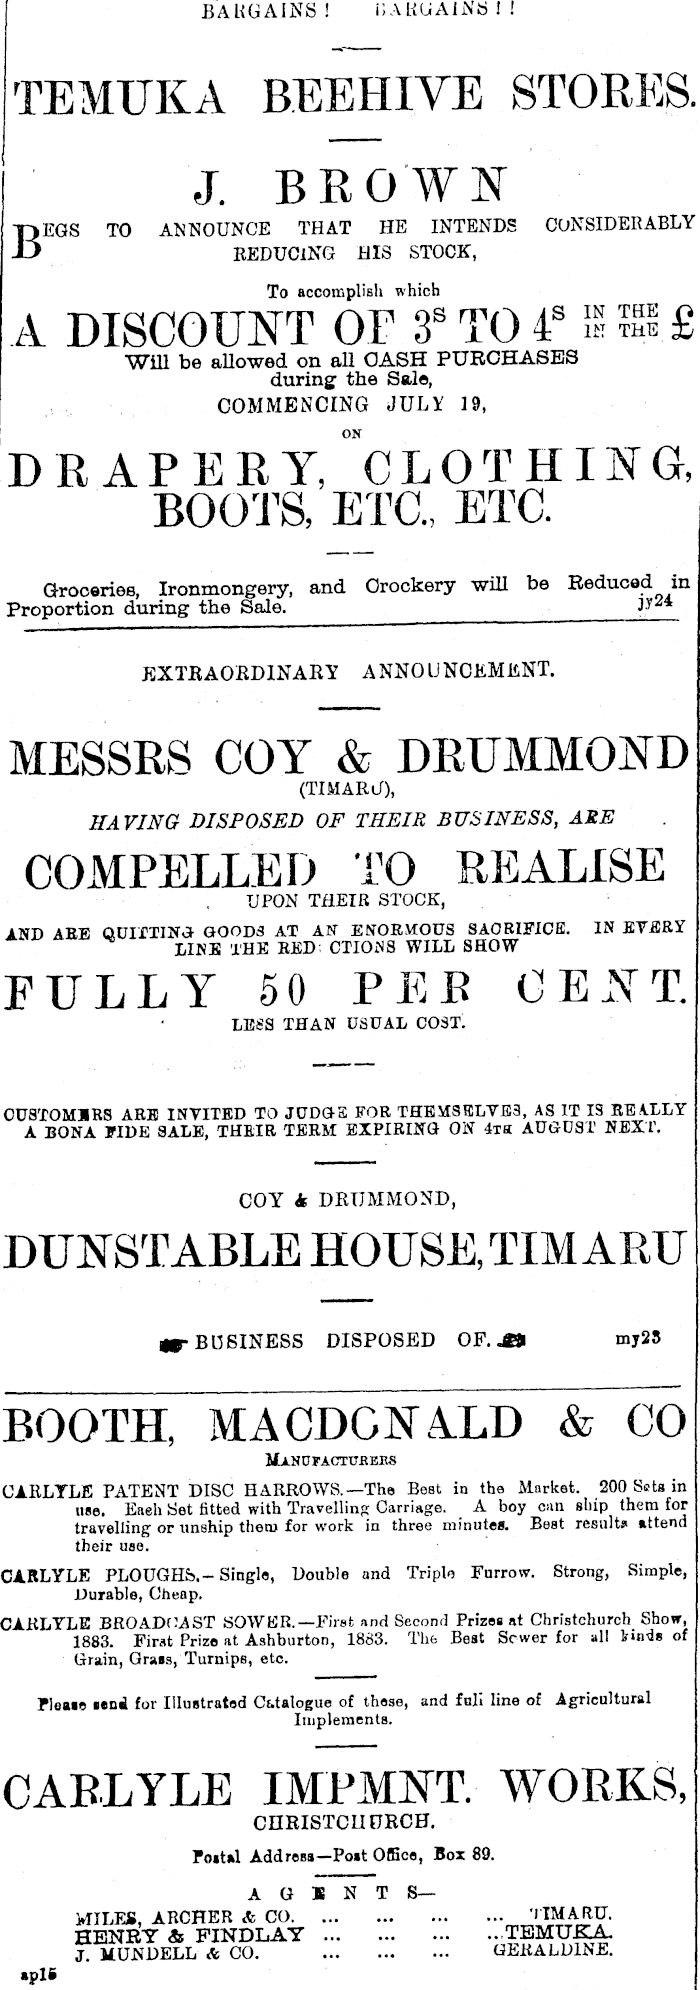 BARGAINS! BARGAINS!!
TEMUKA BEEHIVE STORES.
J. BROWN
BEGS TO ANNOUNCE THAT HE INTENDS CONSIDERABLY
REDUCING HIS STOCK,
To accomplish which
A DISCOUNT OF 3S TO 4S IN THE IN THE £
Will be allowed on all CASH PURCHASES
during the Sale,
COMMENCING JULY 19,
ON
DRAPERY, CLOTHING,
BOOTS, ETC., ETC.
Groceries, Ironmongery, and Crockery will be Reduced in
Proportion during the Sale. jy24
EXTRAORDINARY ANNOUNCEMENT.
MESSRS COY & DRUMMOND
(TIMARU),
HAVING DISPOSED OF THEIR BUSINESS, ARE
COMPELLED TO REALISE
UPON THEIR STOCK,
AND ARE QUITTING GOODS AT AN ENORMOUS SACRIFICE. IN EVERY
LINE THE RED CTIONS WILL SHOW
FULLY 50 PER CENT.
LESS THAN USUAL COST.
CUSTOMERS ARE INVITED TO JUDGE FOR THEMSELVES, AS IT IS REALLY
A BONA FIDE SALE, THEIR TERM EXPIRING ON 4TH AUGUST NEXT.
COY & DRUMMOND,
DUNSTABLE HOUSE, TIMARU
BUSINESS DISPOSED OF. my23
BOOTH, MACDONALD & CO
MANUFACTURERS
CARLYLE PATENT DISC HARROWS.—The Best in the Market. 200 Sets in
use. Each Set fitted with Travelling Carriage. A boy can ship them for
travelling or unship them for work in three minutes. Best results attend
their use.
CARLYLE PLOUGHS.—Single, Double and Triple Furrow. Strong, Simple,
Durable, Cheap.
CARLYLE BROADCAST SOWER.—First and Second Prizes at Christchurch Show,
1883. First Prize at Ashburton, 1883. The Best Sower for all kinds of
Grain, Grass, Turnips, etc.
Please send for Illustrated Catalogue of these, and full line of Agricultural
Implements.
CARLYLE IMPMNT. WORKS,
CHRISTCHURCH.
Postal Address—Post Office, Box 89.
AGENTS—
MILES, ARCHER & CO. ... ... ... ... TIMARU.
HENRY & FINDLAY ... ... ... ... TEMUKA.
J. MUNDELL & CO. ... ... ... GERALDINE.
ap15